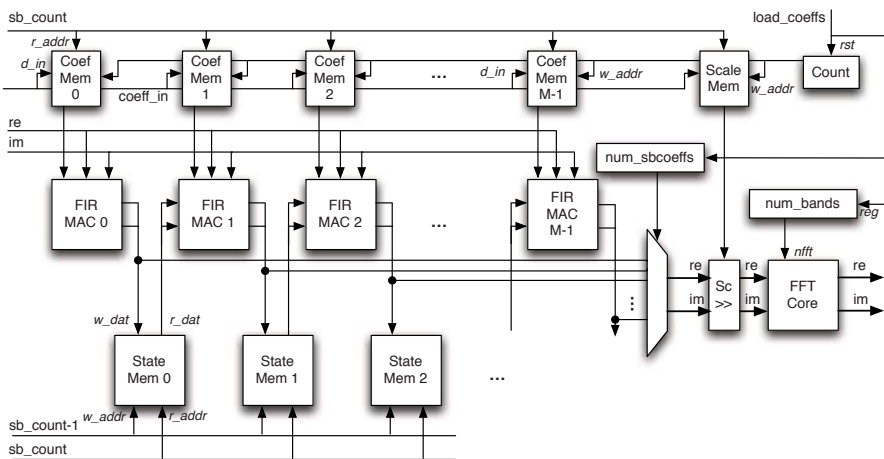 sb_count
load_coeffs
r_addr
rst
d_in
Coef
Mem
0
Coef
Mem
1
Coef
Mem
2
...
d_in
Coef
Mem
M-1
w_addr
Scale
Mem
w_addr
Count
coeff_in
re
im
num_sbcoeffs
FIR
MAC 0
FIR
MAC 1
FIR
MAC 2
...
FIR
MAC
M-1
num_bands
reg
nfft
re
im
Sc
>>
re
im
FFT
Core
re
im
...
w_dat
r_dat
State
Mem 0
State
Mem 1
State
Mem 2
...
w_addr
r_addr
sb_count-1
sb_count